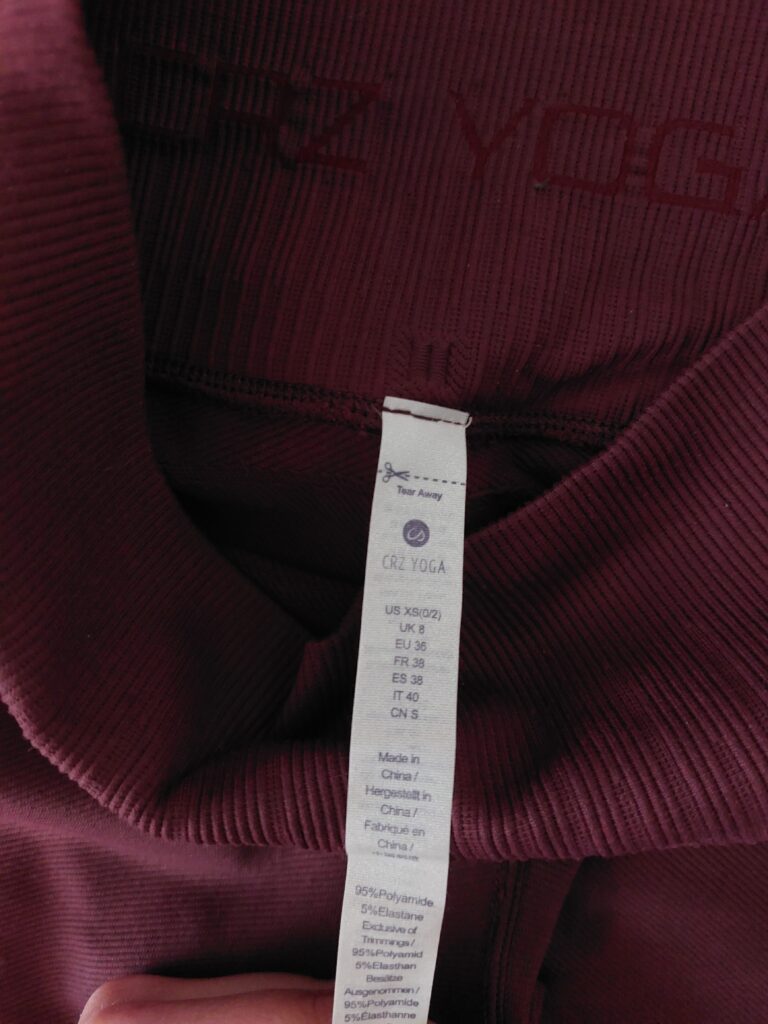 CRZ YOGA
Tear Away
CRZ YOGA
US XS(0/2)
UK 8
EU 36
FR 38
ES 38
IT 40
CN S
Made in
China /
Hergestellt in
China /
Fabriqué en
China /
95%Polyamide
5%Elastane
Exclusive of
Trimmings /
95%Polyamid
5%Elasthan
Besätze
Ausgenommen /
95%Polyamide
5%Élasthanne